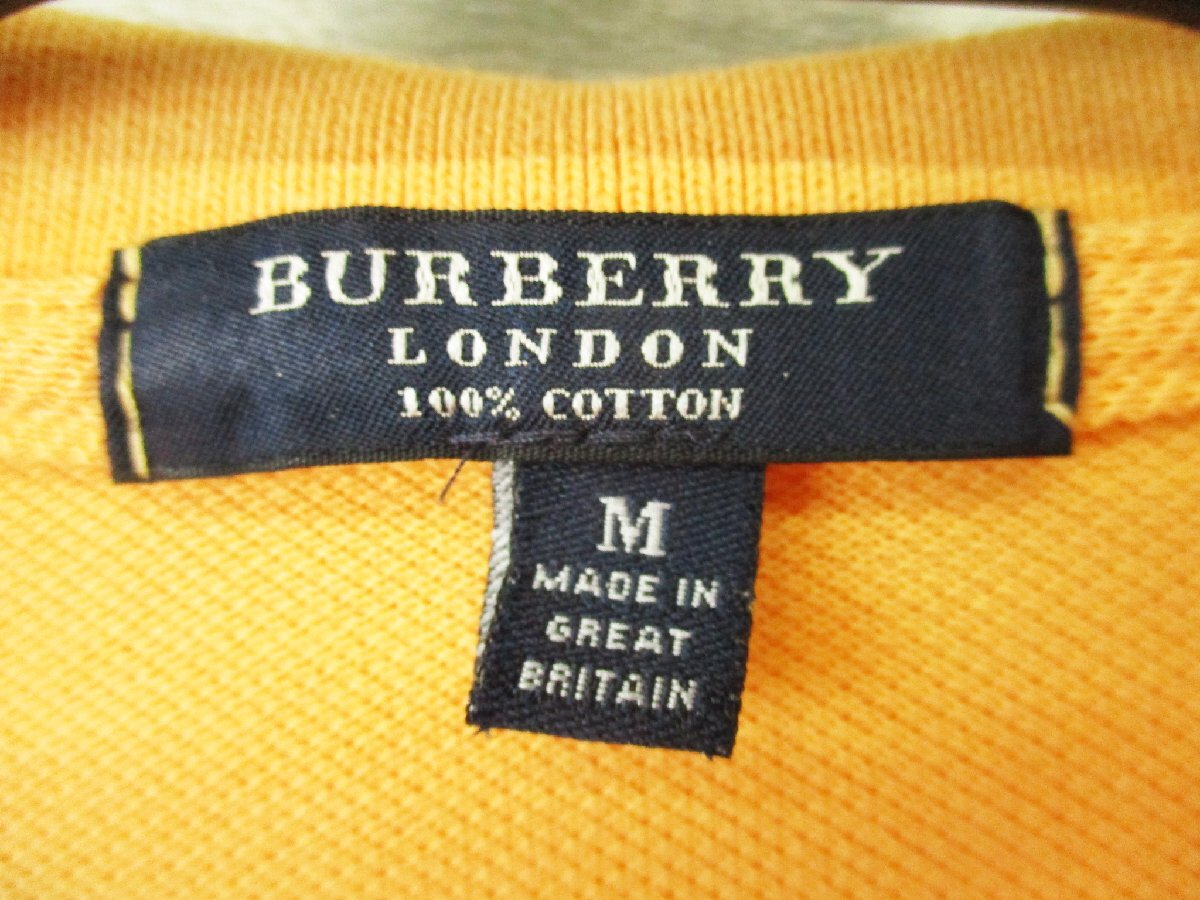 BURBERRY
LONDON
100% COTTON
M
MADE IN
GREAT
BRITAIN